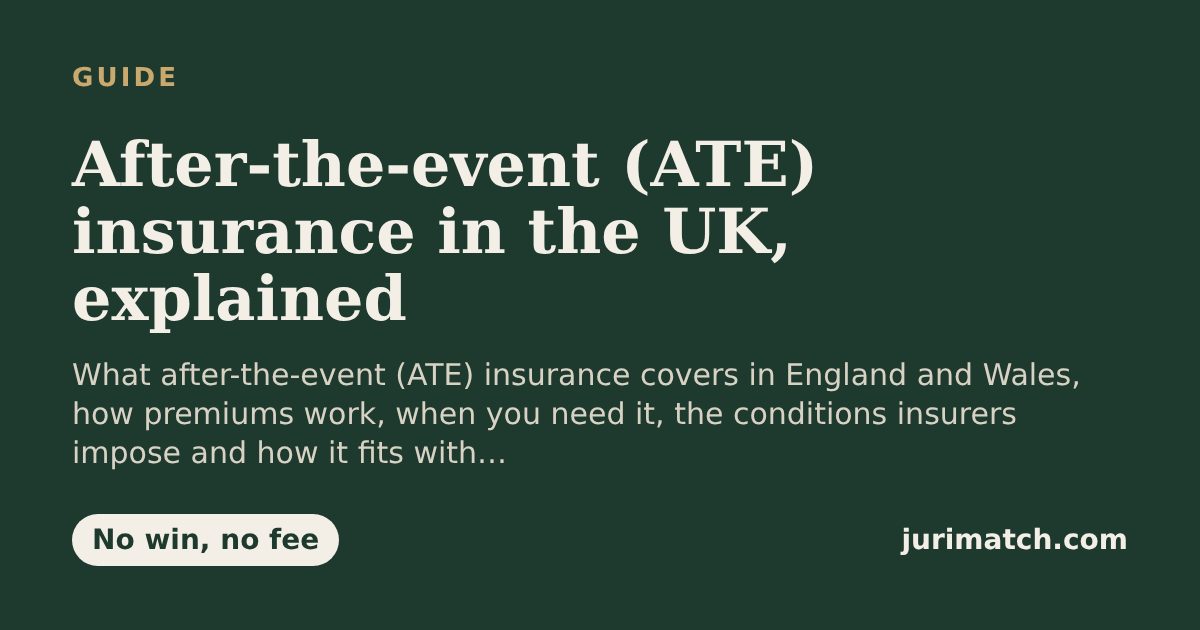 GUIDE
After-the-event (ATE)
insurance in the UK,
explained
What after-the-event (ATE) insurance covers in England and Wales,
how premiums work, when you need it, the conditions insurers
impose and how it fits with…
No win, no fee
jurimatch.com